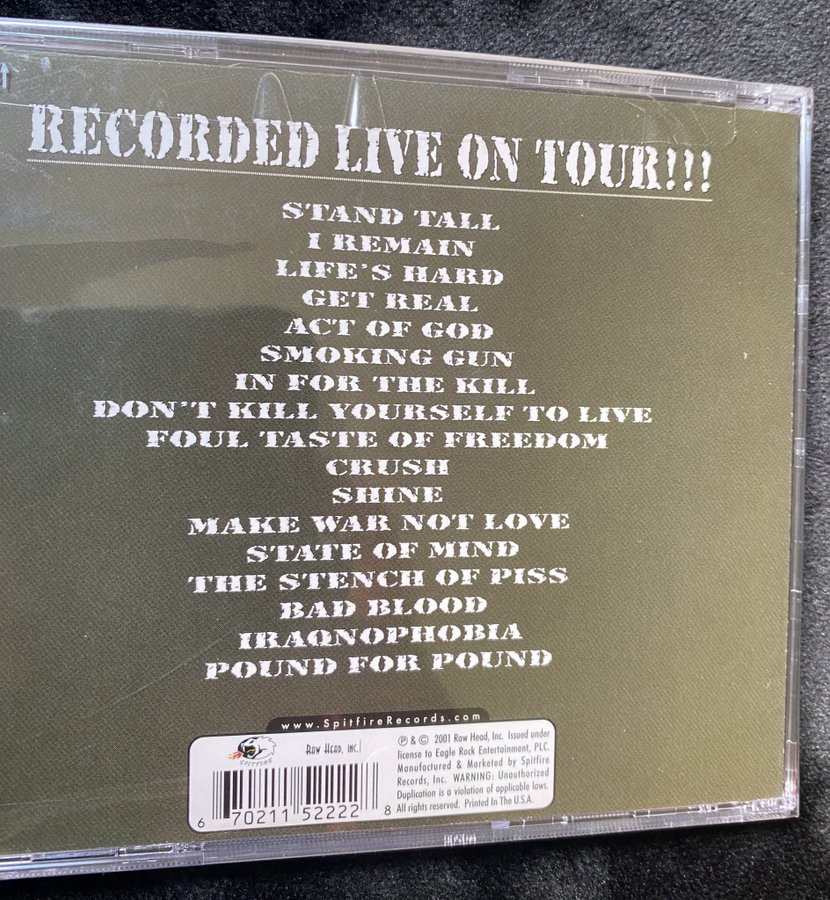 RECORDED LIVE ON TOUR!!!
STAND TALL
I REMAIN
LIFE'S HARD
GET REAL
ACT OF GOD
SMOKING GUN
IN FOR THE KILL
DON'T KILL YOURSELF TO LIVE
FOUL TASTE OF FREEDOM
CRUSH
SHINE
MAKE WAR NOT LOVE
STATE OF MIND
THE STENCH OF PISS
BAD BLOOD
IRAQNOPHOBIA
POUND FOR POUND
www.SpitfireRecords.com
SPITFIRE
RAW HEAD, INC.
6 70211 52222 8
℗ & © 2001 Raw Head, Inc. Issued under
license to Eagle Rock Entertainment, PLC.
Manufactured & Marketed by Spitfire
Records, Inc. WARNING: Unauthorized
Duplication is a violation of applicable laws.
All rights reserved. Printed In The U.S.A.